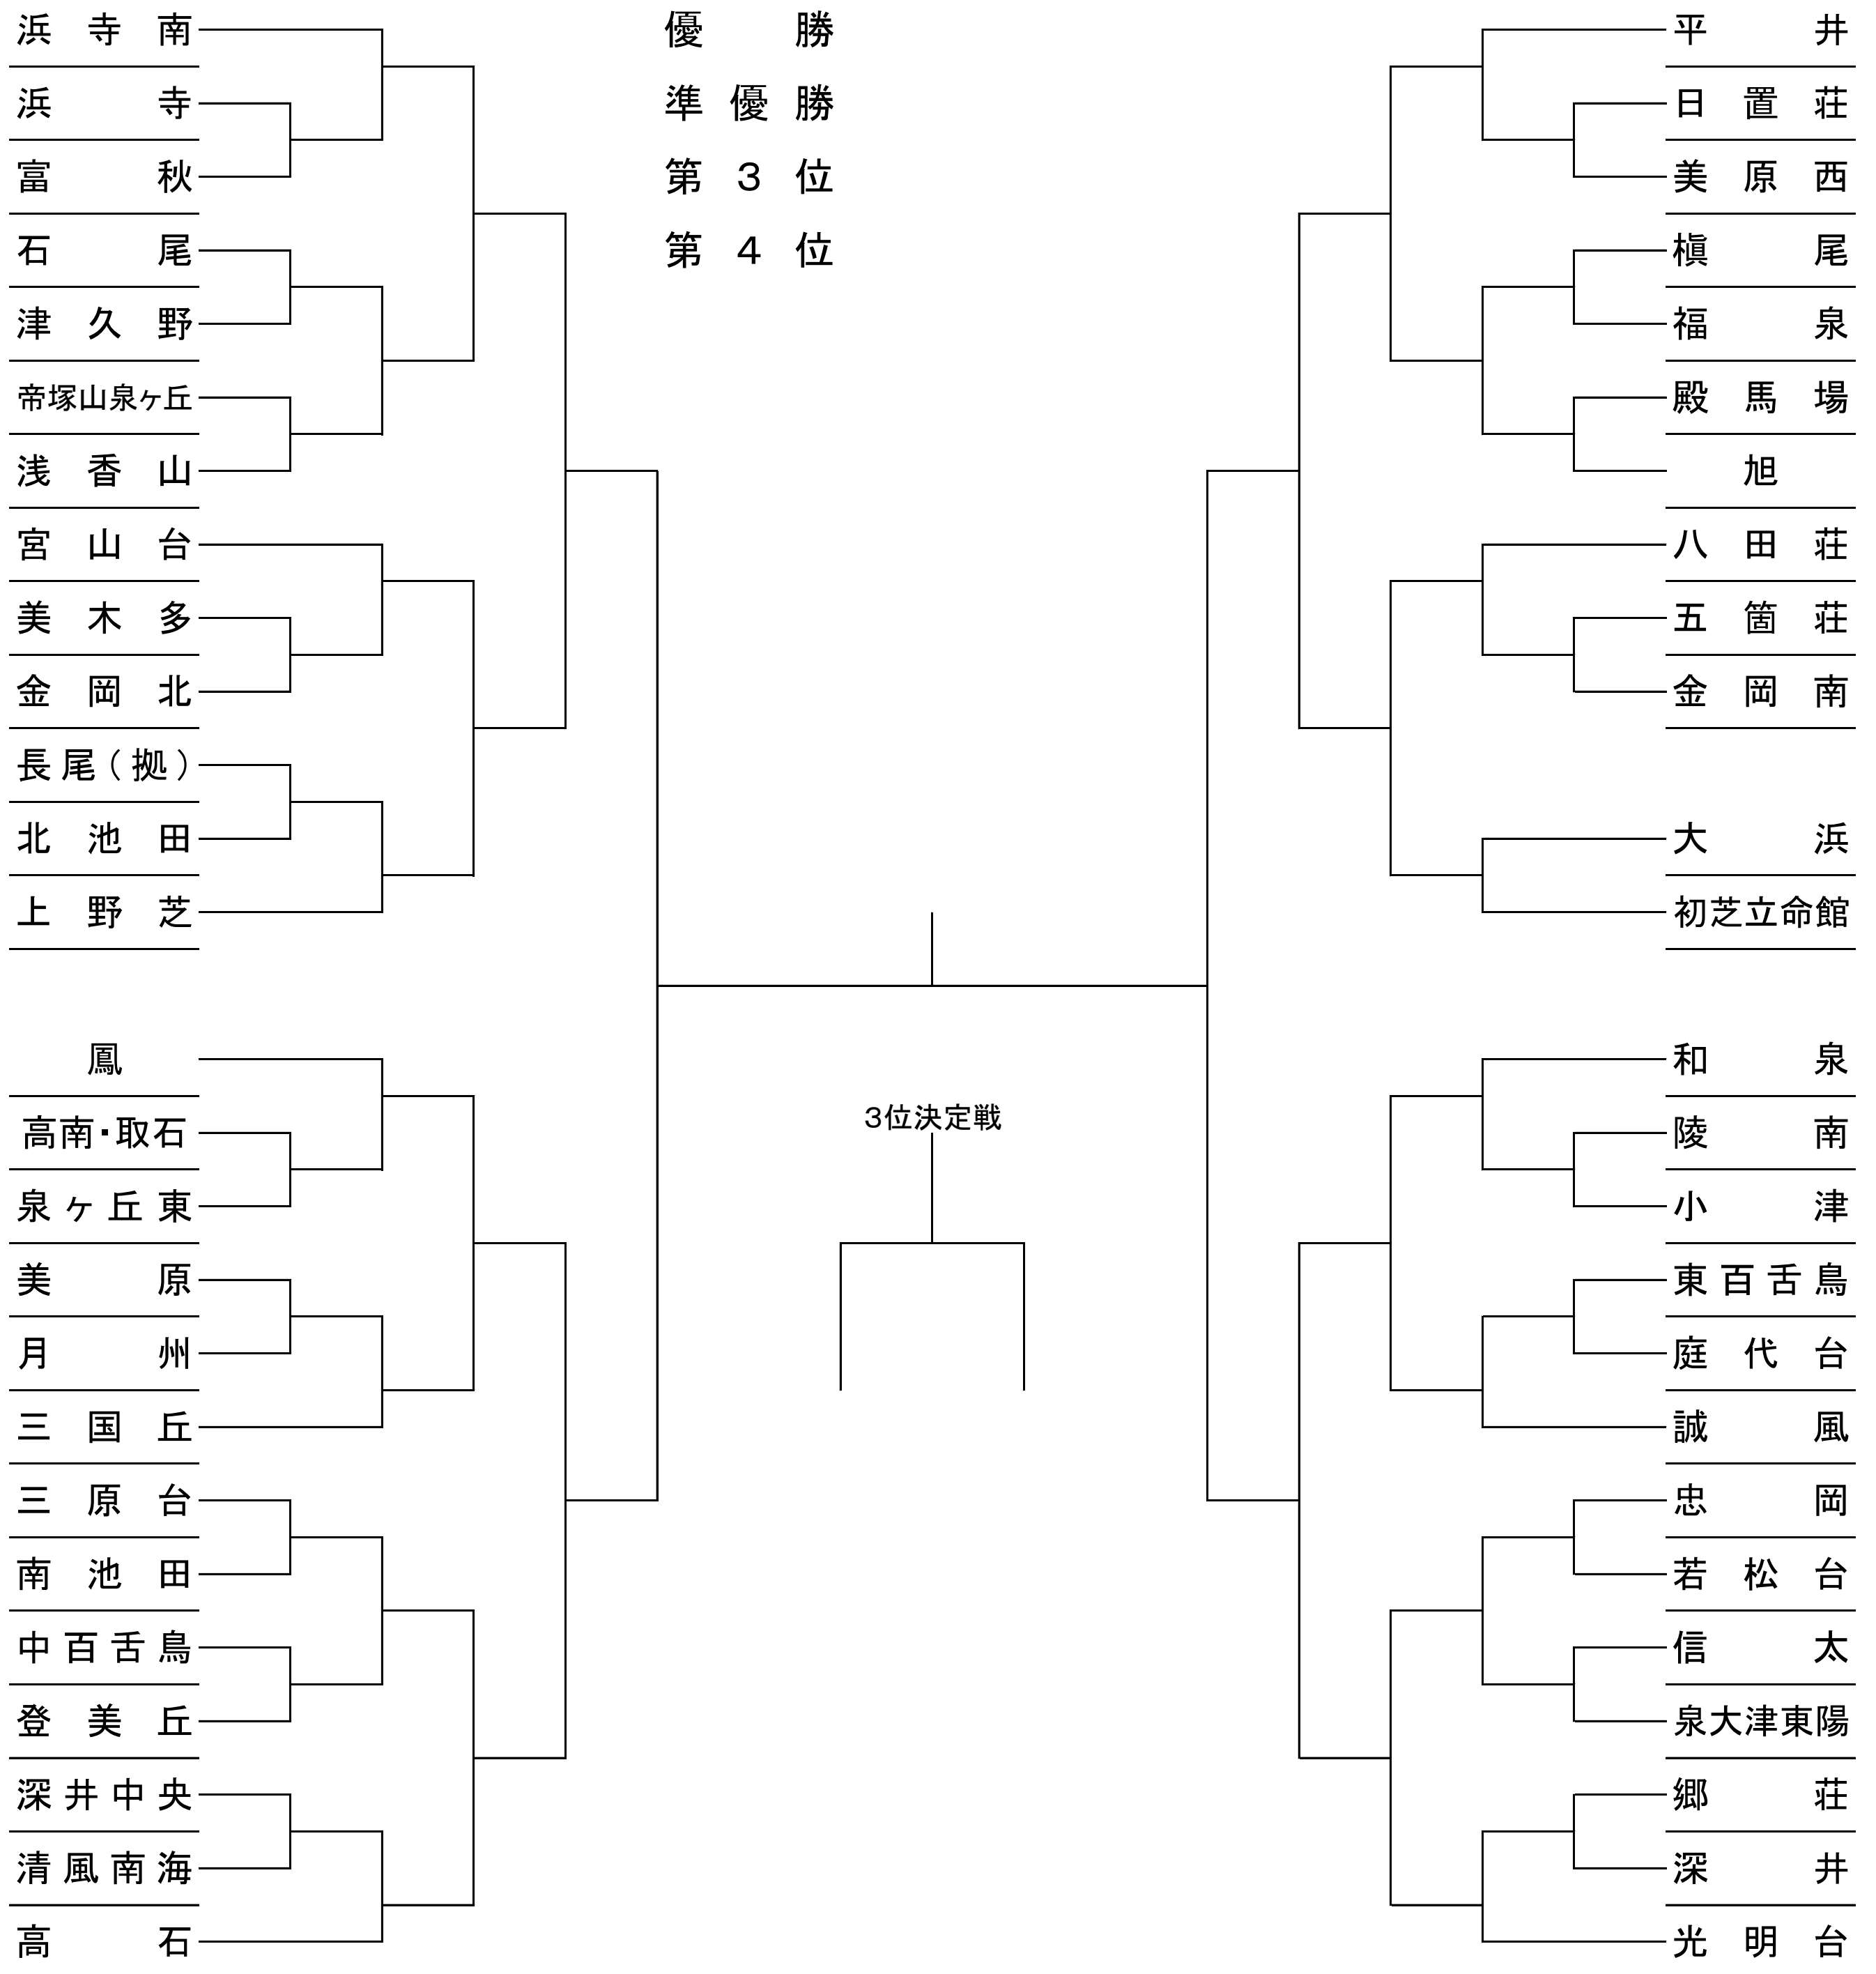 浜寺南
浜寺
富秋
石尾
津久野
帝塚山泉ヶ丘
浅香山
宮山台
美木多
金岡北
長尾（拠）
北池田
上野芝
鳳
高南・取石
泉ヶ丘東
美原
月州
三国丘
三原台
南池田
中百舌鳥
登美丘
深井中央
清風南海
高石
優勝
準優勝
第3位
第4位
3位決定戦
平井
日置荘
美原西
槇尾
福泉
殿馬場
旭
八田荘
五箇荘
金岡南
大浜
初芝立命館
和泉
陵南
小津
東百舌鳥
庭代台
誠風
忠岡
若松台
信太
泉大津東陽
郷荘
深井
光明台